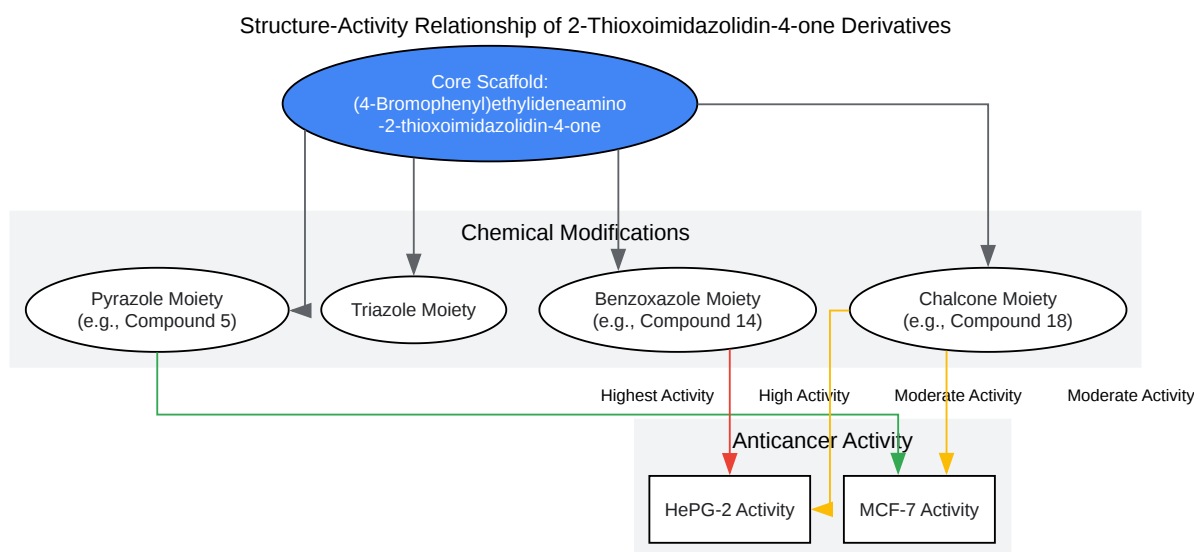 Structure-Activity Relationship of 2-Thioxoimidazolidin-4-one Derivatives
Core Scaffold:
(4-Bromophenyl)ethylideneamino
-2-thioxoimidazolidin-4-one
Chemical Modifications
Pyrazole Moiety
(e.g., Compound 5)
Triazole Moiety
Benzoxazole Moiety
(e.g., Compound 14)
Chalcone Moiety
(e.g., Compound 18)
Highest Activity
High Activity
Moderate Activity
Moderate Activity
Anticancer Activity
HePG-2 Activity
MCF-7 Activity